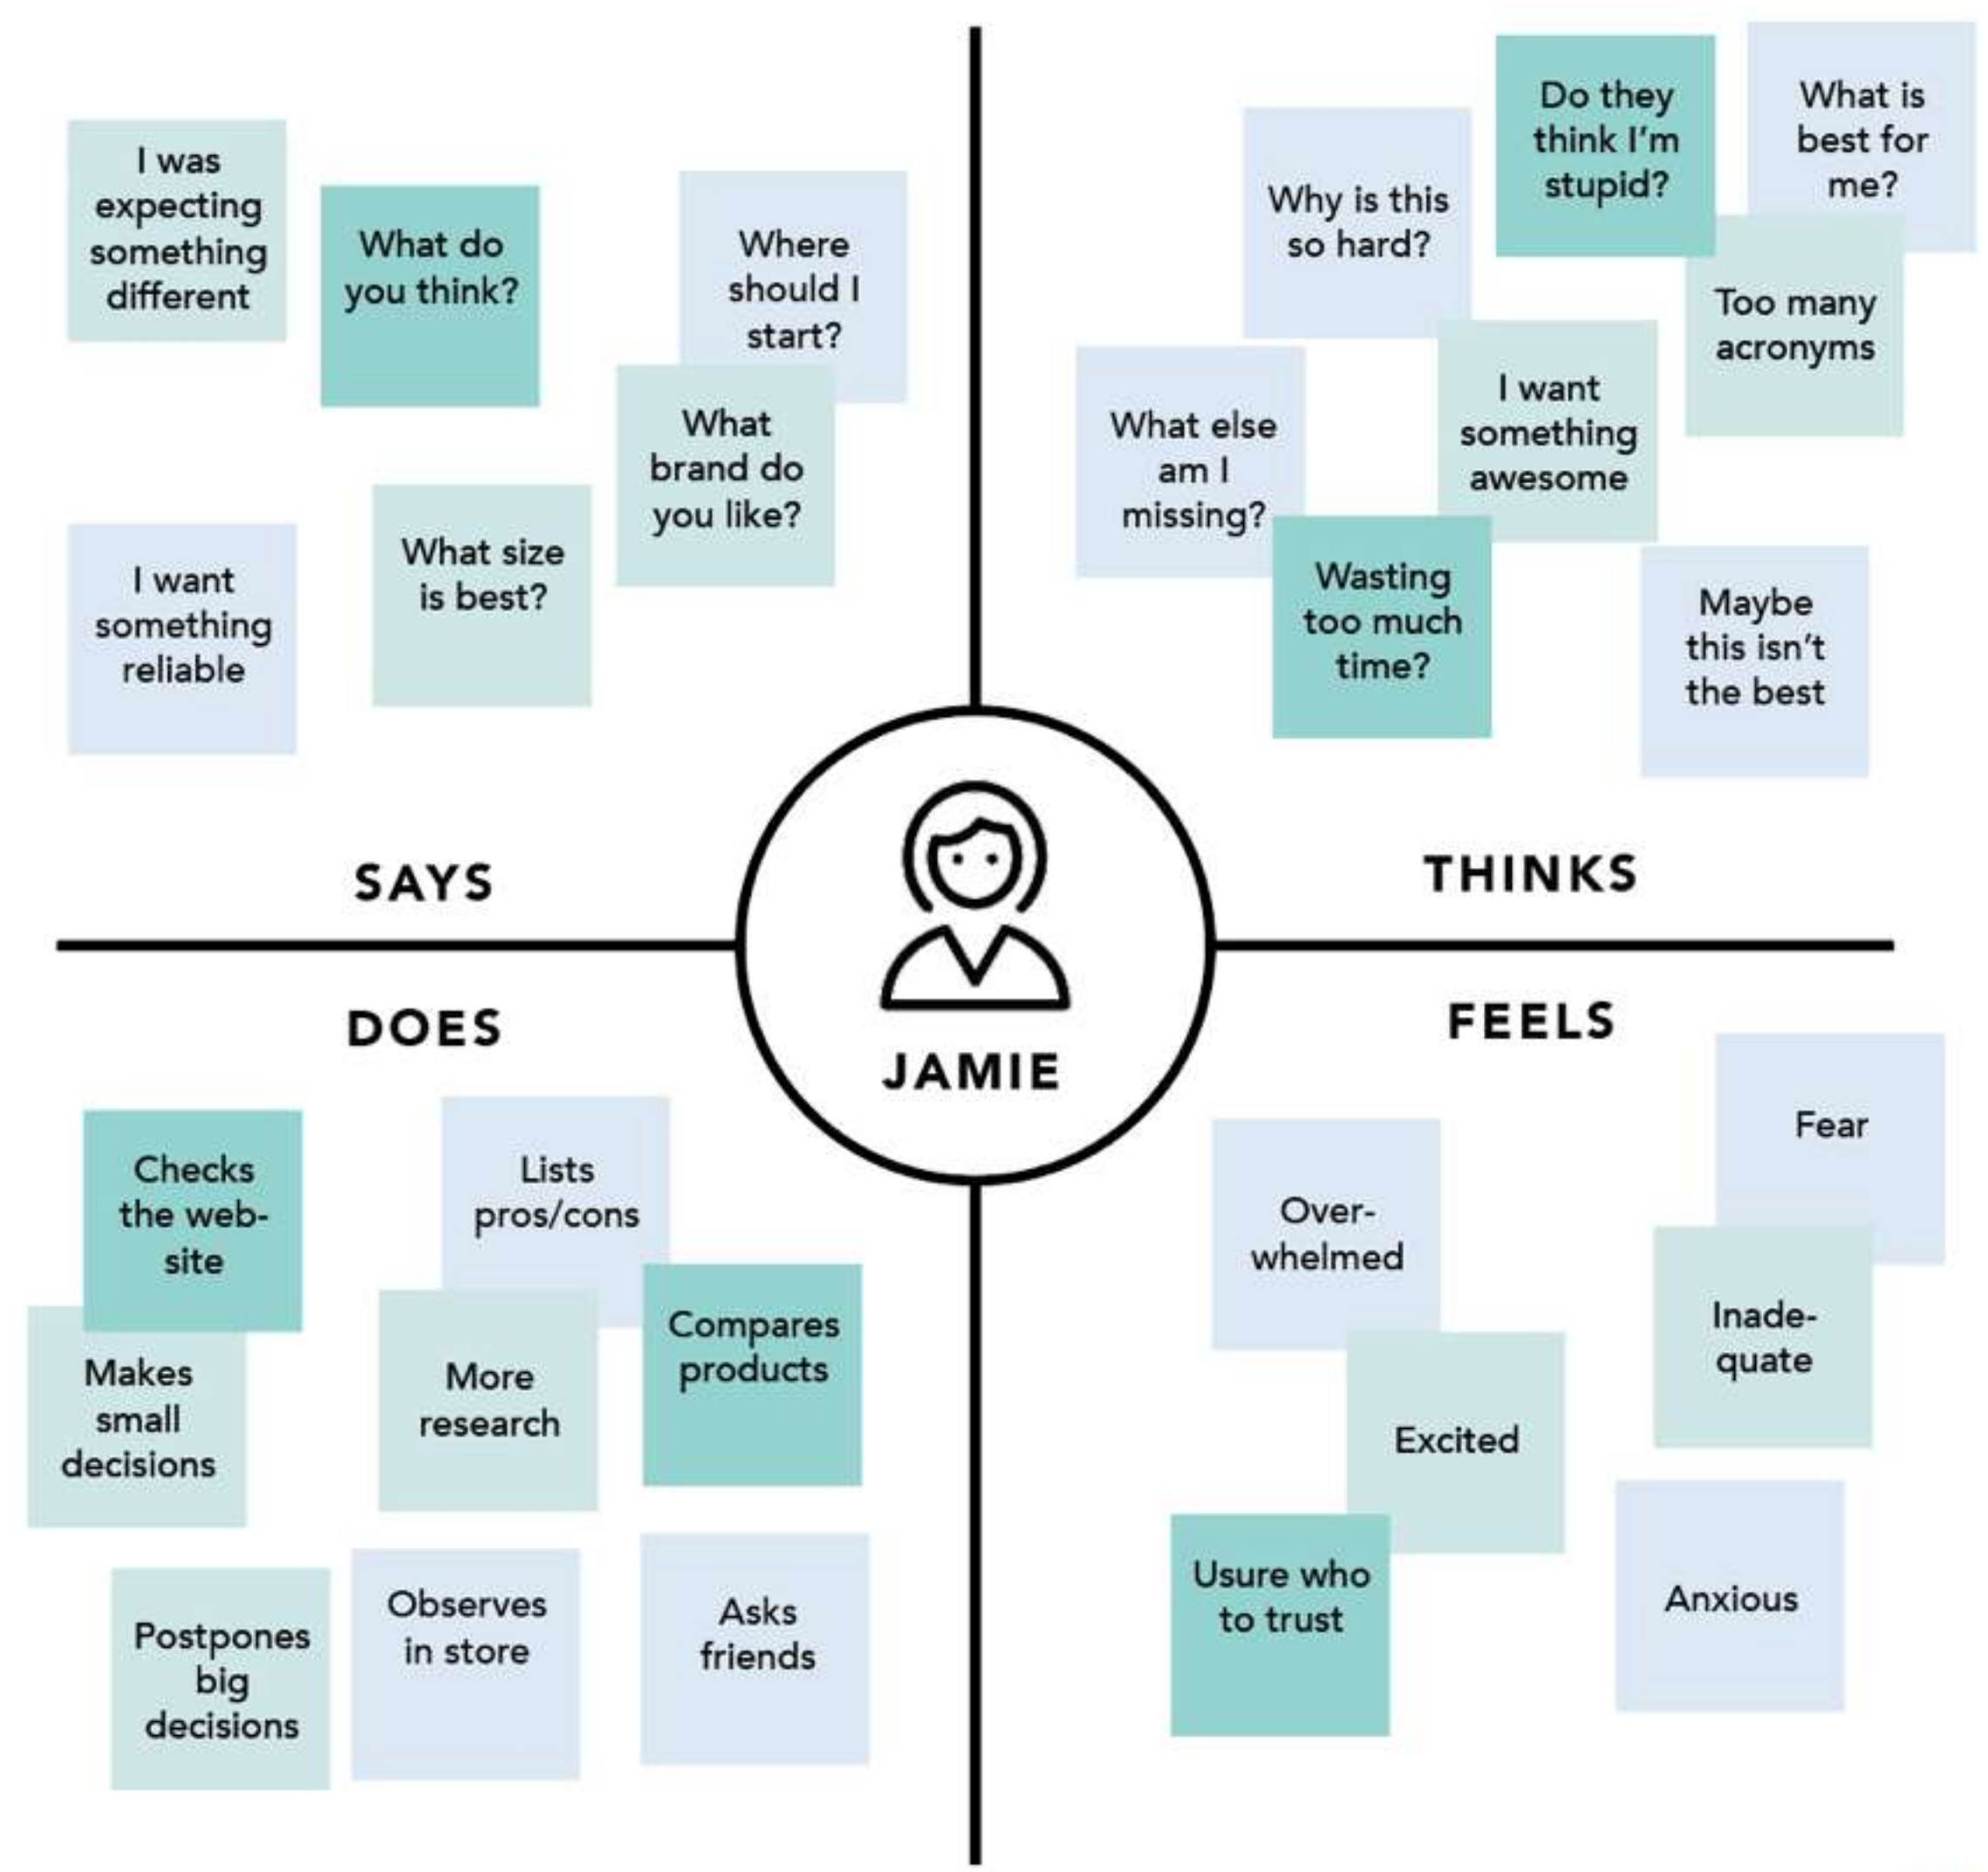 I was
expecting
something
different
What do
you think?
Where
should I
start?
What
brand do
you like?
I want
something
reliable
What size
is best?
SAYS
Why is this
so hard?
Do they
think I'm
stupid?
What is
best for
me?
Too many
acronyms
What else
am I
missing?
I want
something
awesome
Wasting
too much
time?
Maybe
this isn't
the best
THINKS
JAMIE
DOES
Checks
the web-
site
Lists
pros/cons
Compares
products
Makes
small
decisions
More
research
Postpones
big
decisions
Observes
in store
Asks
friends
FEELS
Fear
Over-
whelmed
Inade-
quate
Excited
Usure who
to trust
Anxious